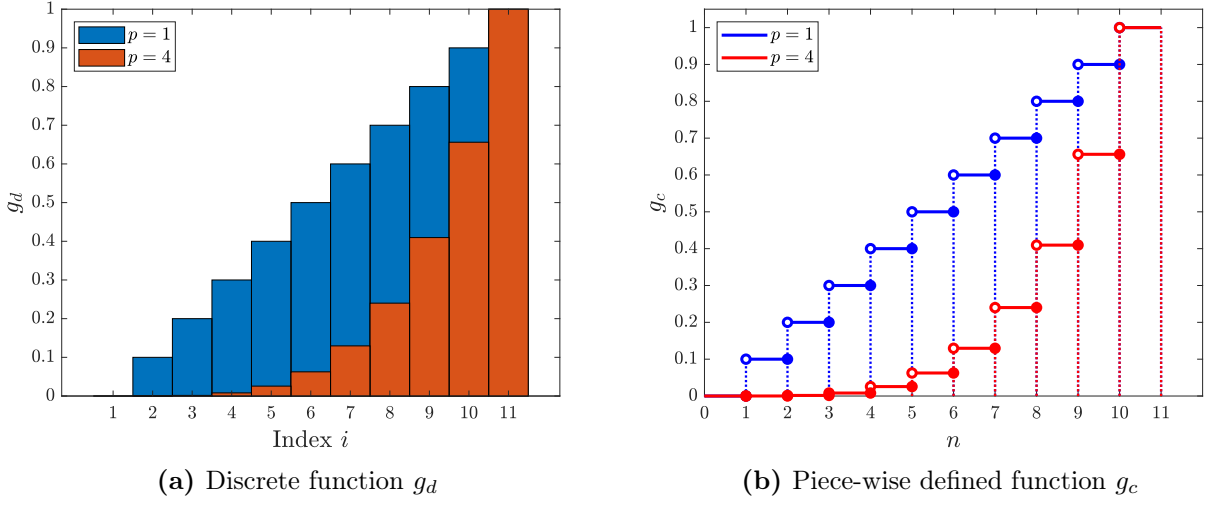 1
0.9
0.8
0.7
0.6
0.5
0.4
0.3
0.2
0.1
0
g_d
p = 1
p = 4
1 2 3 4 5 6 7 8 9 10 11
Index i
(a) Discrete function g_d
1
0.9
0.8
0.7
0.6
0.5
0.4
0.3
0.2
0.1
0
g_c
p = 1
p = 4
0 1 2 3 4 5 6 7 8 9 10 11
n
(b) Piece-wise defined function g_c